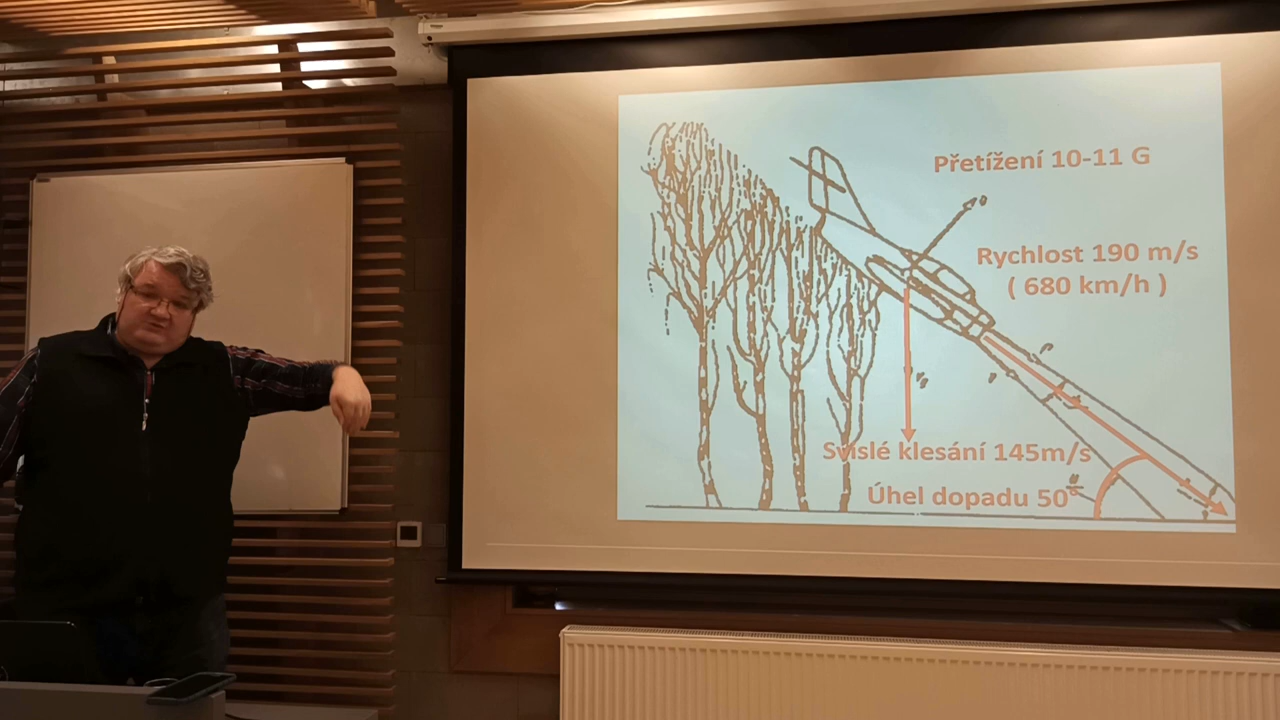 Přetížení 10-11 G
Rychlost 190 m/s
( 680 km/h )
Svislé klesání 145m/s
Úhel dopadu 50°